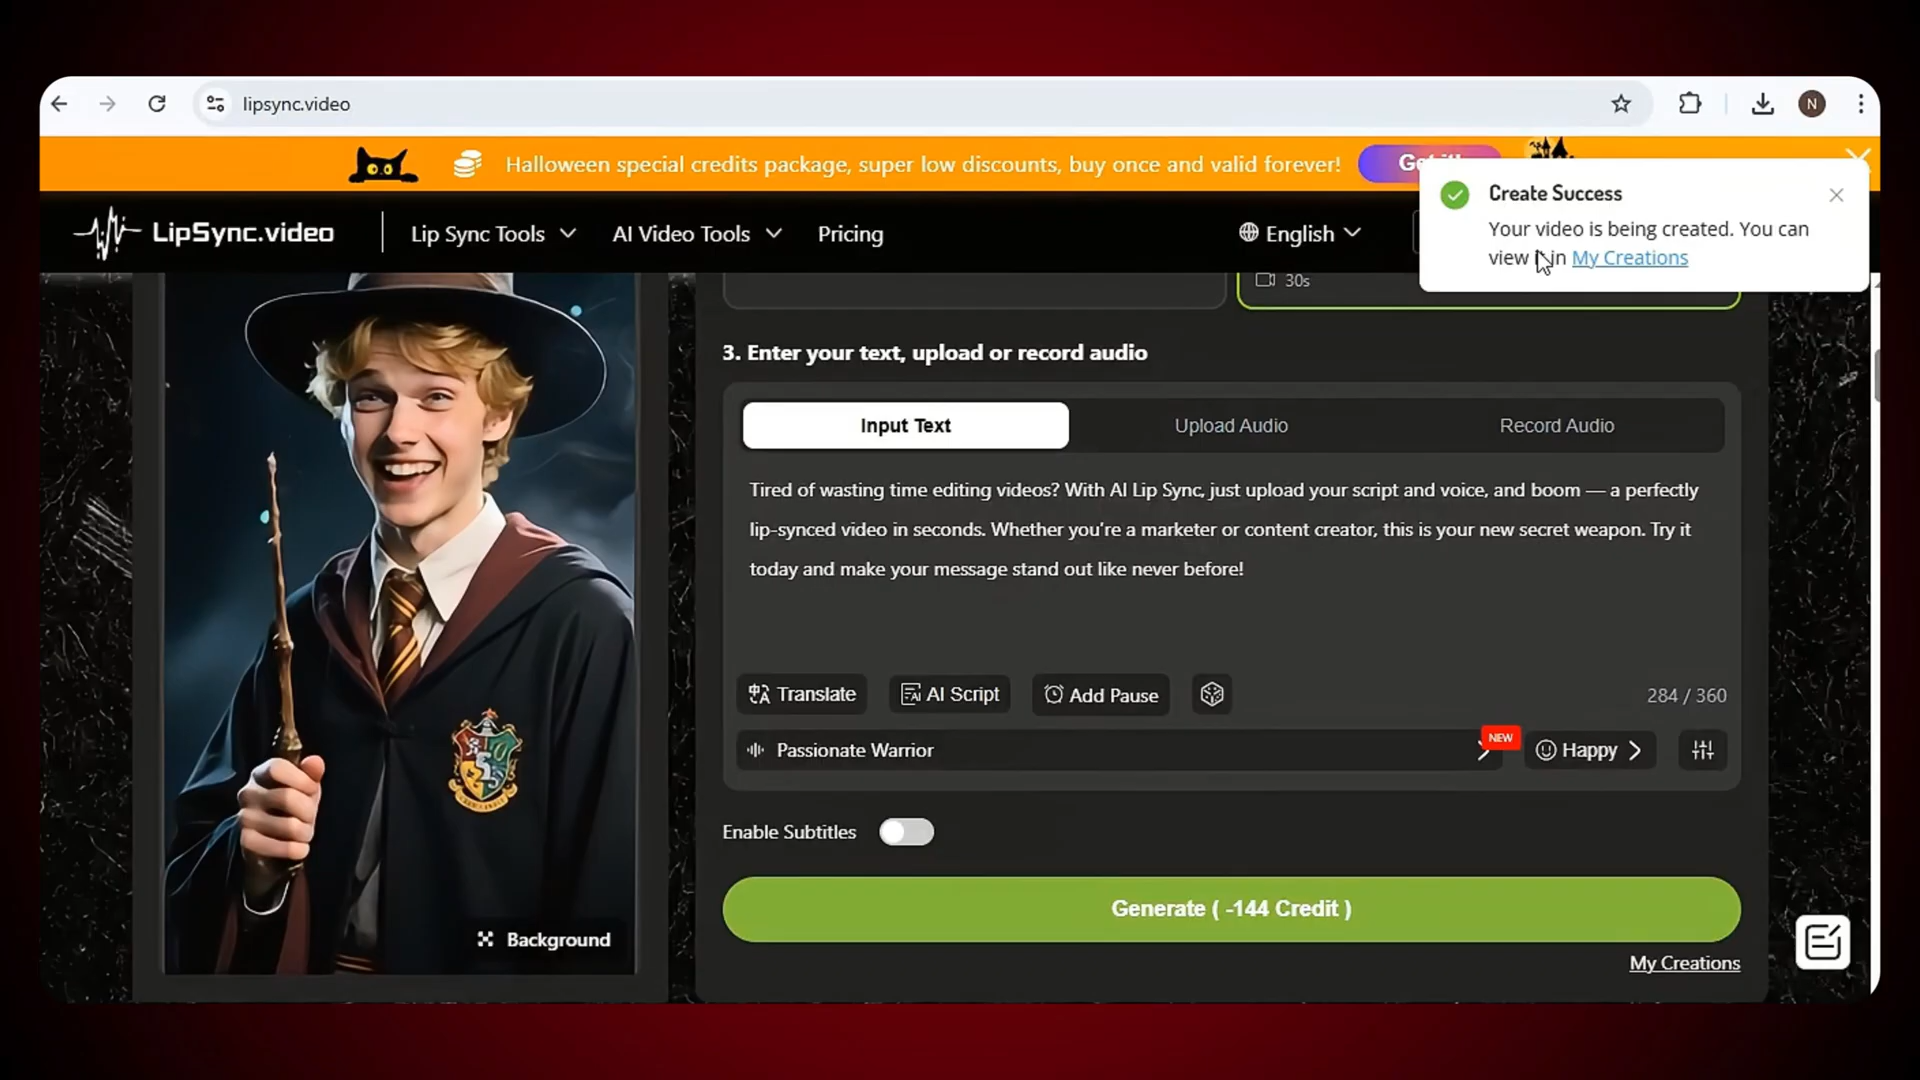 lipsync.video
N
Halloween special credits package, super low discounts, buy once and valid forever!
Create Success
Your video is being created. You can
view in My Creations
LipSync.video
Lip Sync Tools
AI Video Tools
Pricing
English
30s
3. Enter your text, upload or record audio
Input Text
Upload Audio
Record Audio
Tired of wasting time editing videos? With AI Lip Sync, just upload your script and voice, and boom — a perfectly
lip-synced video in seconds. Whether you’re a marketer or content creator, this is your new secret weapon. Try it
today and make your message stand out like never before!
Translate
AI Script
Add Pause
284 / 360
NEW
Passionate Warrior
Happy
Enable Subtitles
Generate ( -144 Credit )
Background
My Creations